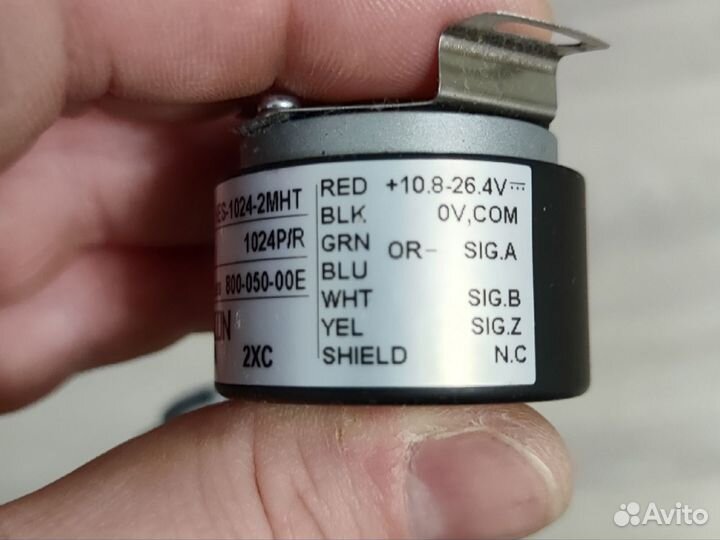 ES-1024-2MHT
1024P/R
800-050-00E
2XC
RED +10.8-26.4V⎓
BLK 0V,COM
GRN OR- SIG.A
BLU
WHT SIG.B
YEL SIG.Z
SHIELD N.C
Avito